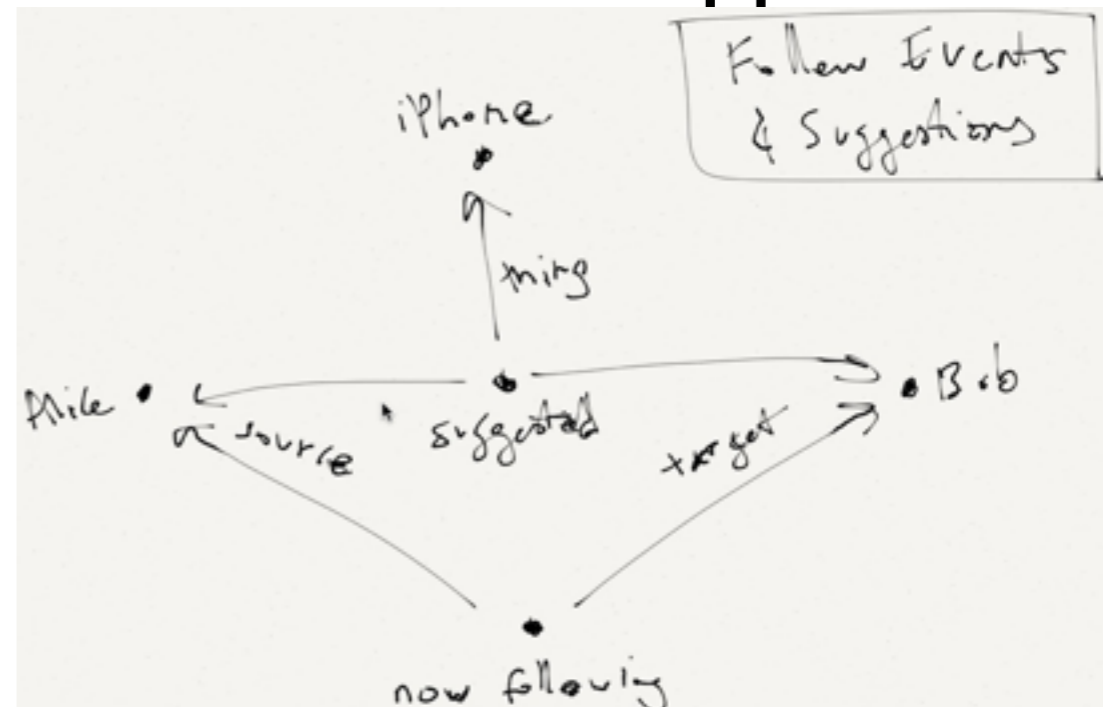 Follow Events
& Suggestions
iPhone
thing
Alice
Bob
source
suggested
target
now following